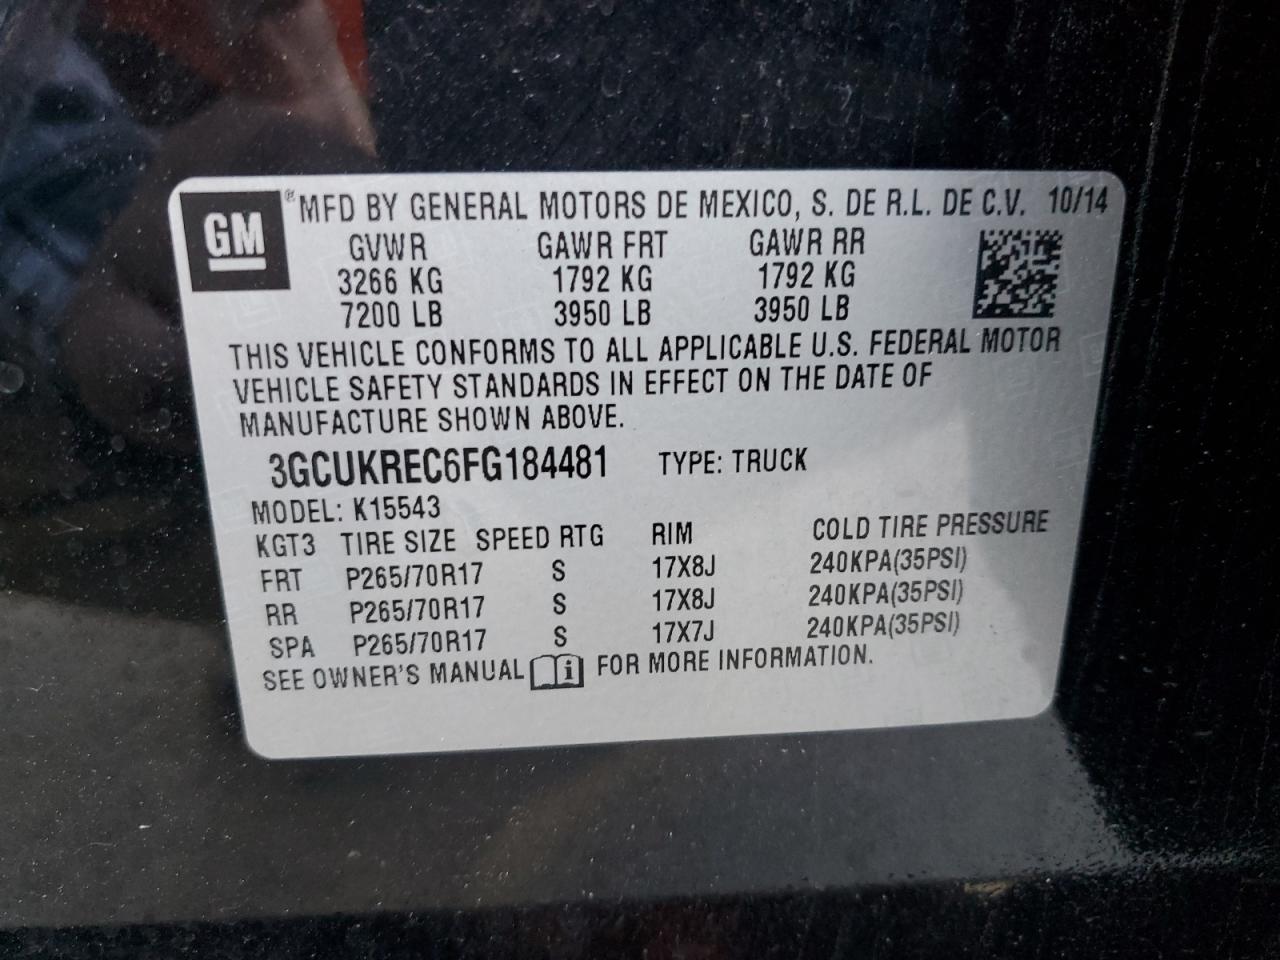 GM ® MFD BY GENERAL MOTORS DE MEXICO, S. DE R.L. DE C.V. 10/14
GVWR GAWR FRT GAWR RR
3266 KG 1792 KG 1792 KG
7200 LB 3950 LB 3950 LB
THIS VEHICLE CONFORMS TO ALL APPLICABLE U.S. FEDERAL MOTOR
VEHICLE SAFETY STANDARDS IN EFFECT ON THE DATE OF
MANUFACTURE SHOWN ABOVE.
3GCUKREC6FG184481 TYPE: TRUCK
MODEL: K15543
KGT3 TIRE SIZE SPEED RTG RIM COLD TIRE PRESSURE
FRT P265/70R17 S 17X8J 240KPA(35PSI)
RR P265/70R17 S 17X8J 240KPA(35PSI)
SPA P265/70R17 S 17X7J 240KPA(35PSI)
SEE OWNER'S MANUAL i FOR MORE INFORMATION.